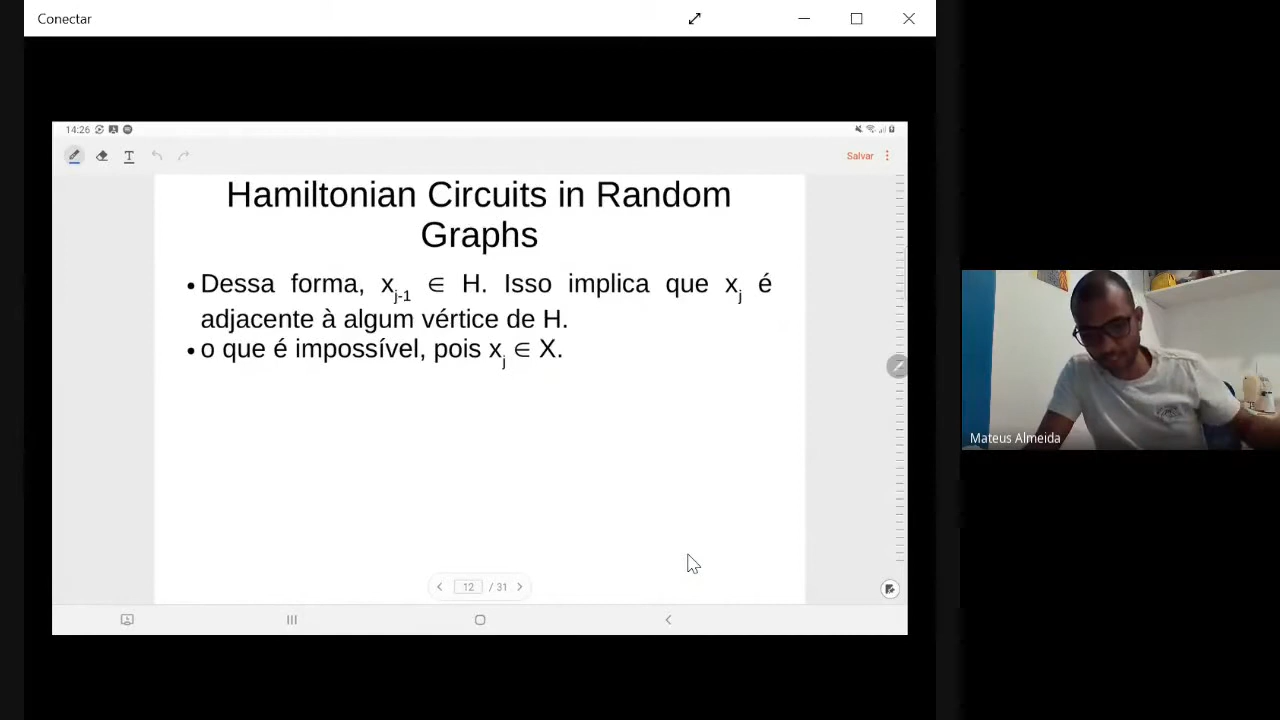 Conectar
14:26
Salvar
Hamiltonian Circuits in Random
Graphs
• Dessa forma, xj-1 ∈ H. Isso implica que xj é
adjacente à algum vértice de H.
• o que é impossível, pois xj ∈ X.
12 / 31
Mateus Almeida